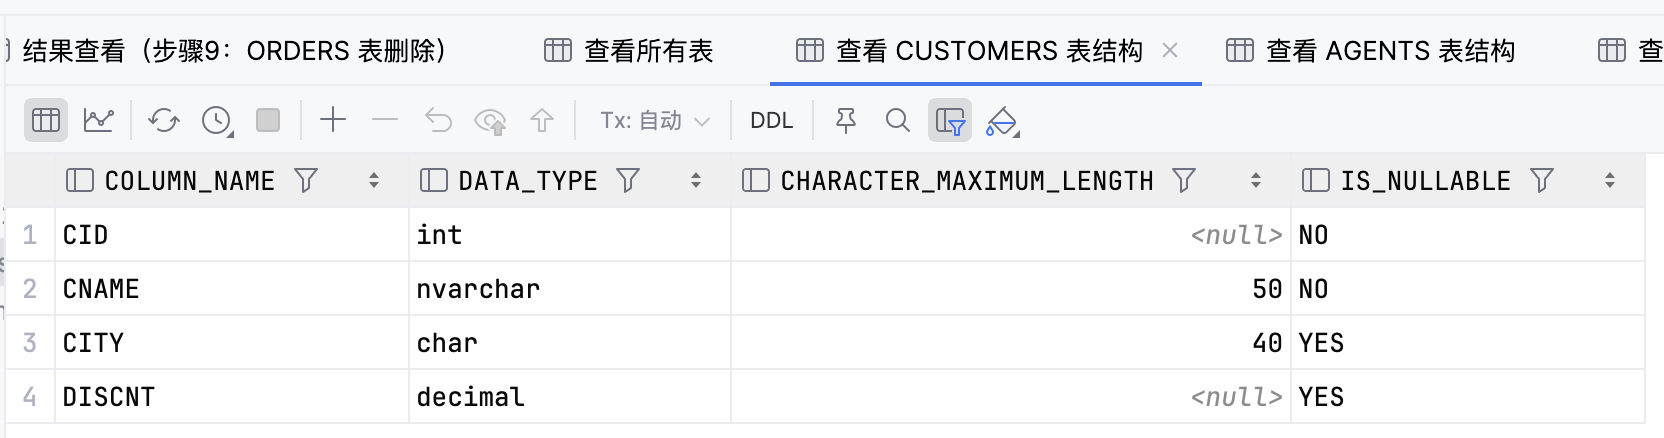 结果查看（步骤9：ORDERS 表删除） 查看所有表 查看 CUSTOMERS 表结构 × 查看 AGENTS 表结构 查
Tx: 自动 DDL
COLUMN_NAME DATA_TYPE CHARACTER_MAXIMUM_LENGTH IS_NULLABLE
1 CID int <null> NO
2 CNAME nvarchar 50 NO
3 CITY char 40 YES
4 DISCNT decimal <null> YES